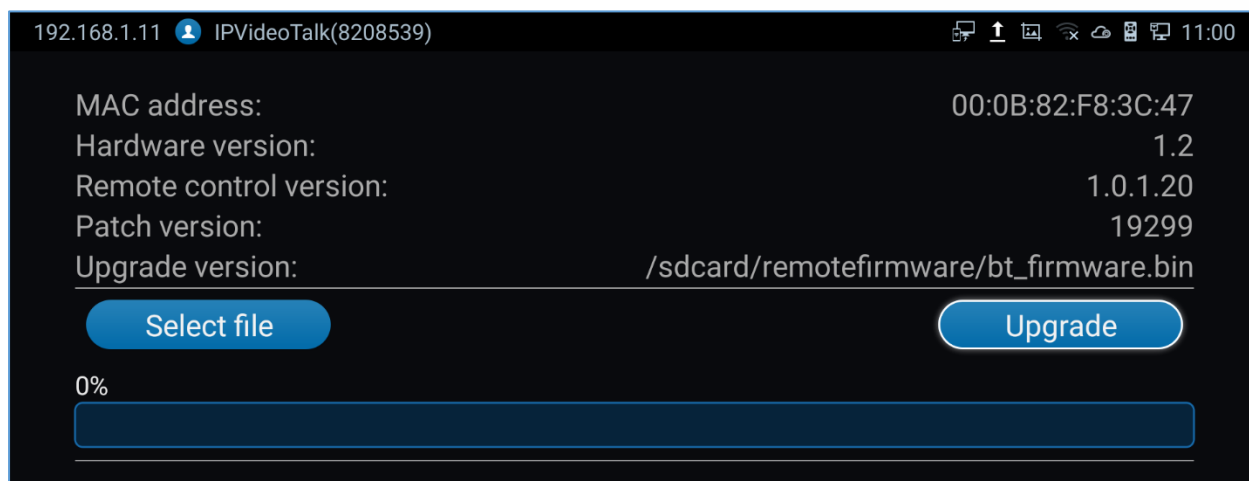 192.168.1.11 IPVideoTalk(8208539) 11:00
MAC address: 00:0B:82:F8:3C:47
Hardware version: 1.2
Remote control version: 1.0.1.20
Patch version: 19299
Upgrade version: /sdcard/remotefirmware/bt_firmware.bin
Select file Upgrade
0%